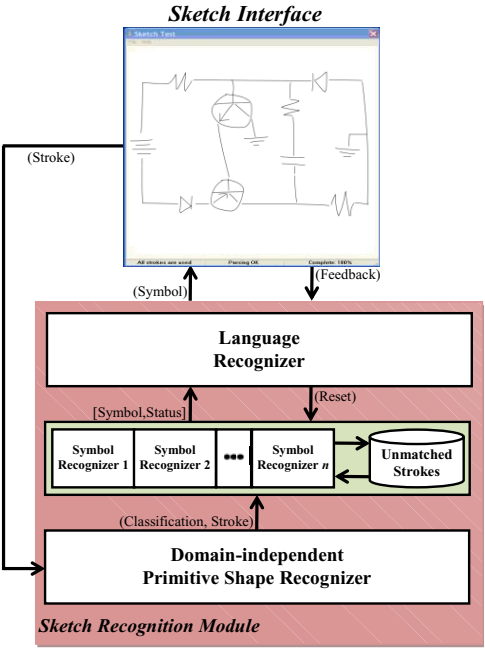 Sketch Interface
Sketch Test
(Stroke)
All strokes are used Parsing OK Complete 100%
(Symbol)
(Feedback)
Language
Recognizer
[Symbol,Status]
(Reset)
Symbol
Recognizer 1
Symbol
Recognizer 2
•••
Symbol
Recognizer n
Unmatched
Strokes
(Classification, Stroke)
Domain-independent
Primitive Shape Recognizer
Sketch Recognition Module